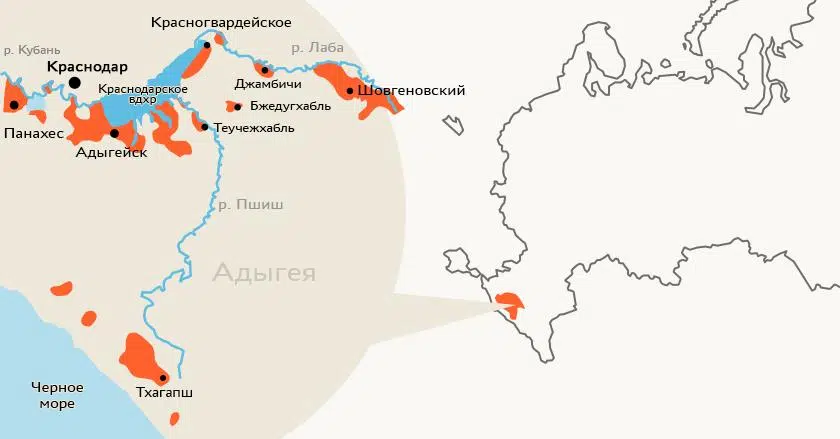 Красногвардейское
р. Кубань
р. Лаба
Краснодар
Джамбичи
Краснодарское
вдхр
Шовгеновский
Бжедугхабль
Панахес
Теучежхабль
Адыгейск
р. Пшиш
Адыгея
Черное
море
Тхагапш